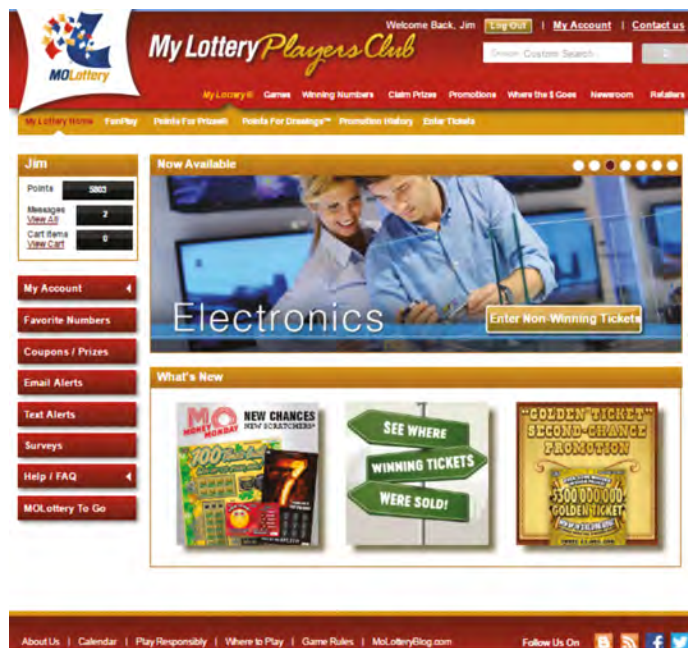 Welcome Back, Jim Log Out | My Account | Contact us
MOLottery
My Lottery Players Club
Custom Search
My Lottery® Games Winning Numbers Claim Prizes Promotions Where the $ Goes Newsroom Retailers
My Lottery Home FunPlay Points For Prizes® Points For Drawings™ Promotion History Enter Tickets
Jim
Points 5803
Messages 2
View All
Cart Items 0
View Cart
My Account
Favorite Numbers
Coupons / Prizes
Email Alerts
Text Alerts
Surveys
Help / FAQ
MOLottery To Go
Now Available
Electronics
Enter Non-Winning Tickets
What's New
MO
MONEY
MONDAY
NEW CHANCES
NEW SCRATCHERS®
7
SEE WHERE
WINNING TICKETS
WERE SOLD!
"GOLDEN TICKET"
SECOND-CHANCE
PROMOTION
$300,000,000
GOLDEN TICKET
About Us | Calendar | Play Responsibly | Where to Play | Game Rules | MoLotteryBlog.com
Follow Us On